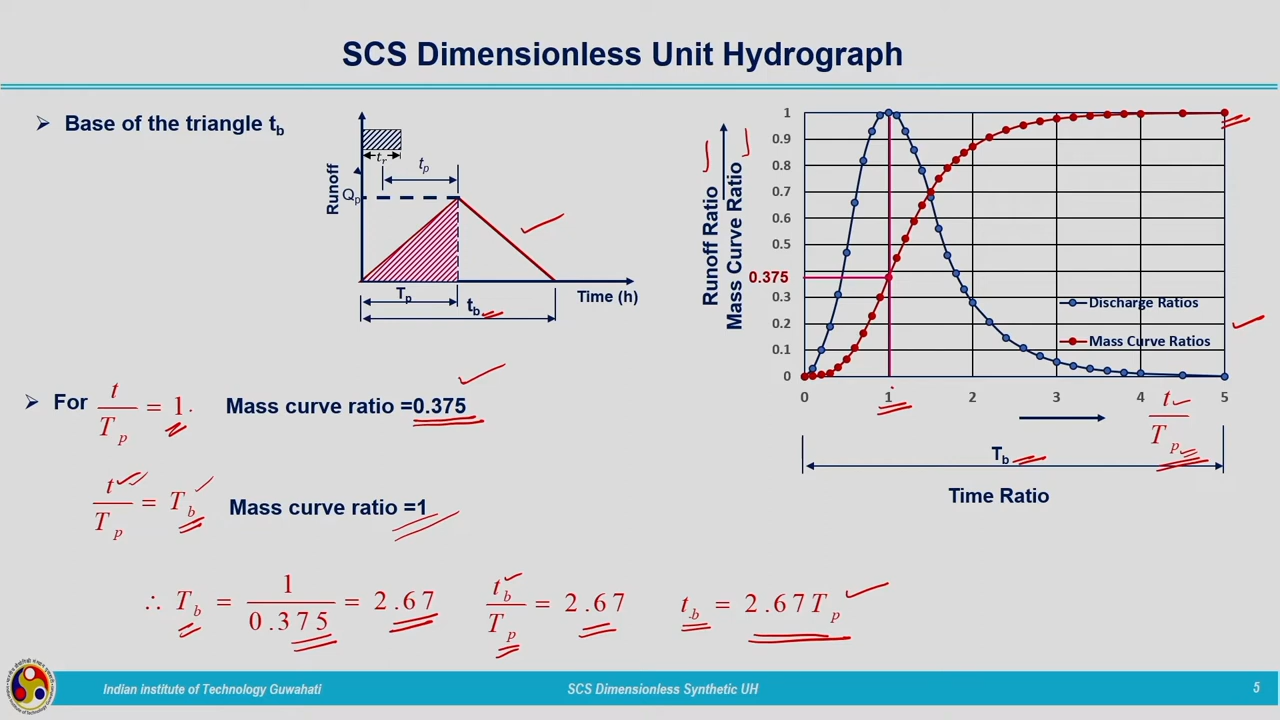 SCS Dimensionless Unit Hydrograph
➢ Base of the triangle t_b
t_r
t_p
Runoff
Q_p
T_p
t_b
Time (h)
Runoff Ratio
Mass Curve Ratio
1
0.9
0.8
0.7
0.6
0.5
0.375
0.3
0.2
0.1
0
Discharge Ratios
Mass Curve Ratios
0 1 2 3 4 5
t / T_p
T_b
Time Ratio
➢ For t / T_p = 1. Mass curve ratio =0.375
t / T_p = T_b Mass curve ratio =1
∴ T_b = 1 / 0.375 = 2.67 t_b / T_p = 2.67 t_b = 2.67 T_p
Indian institute of Technology Guwahati
SCS Dimensionless Synthetic UH
5